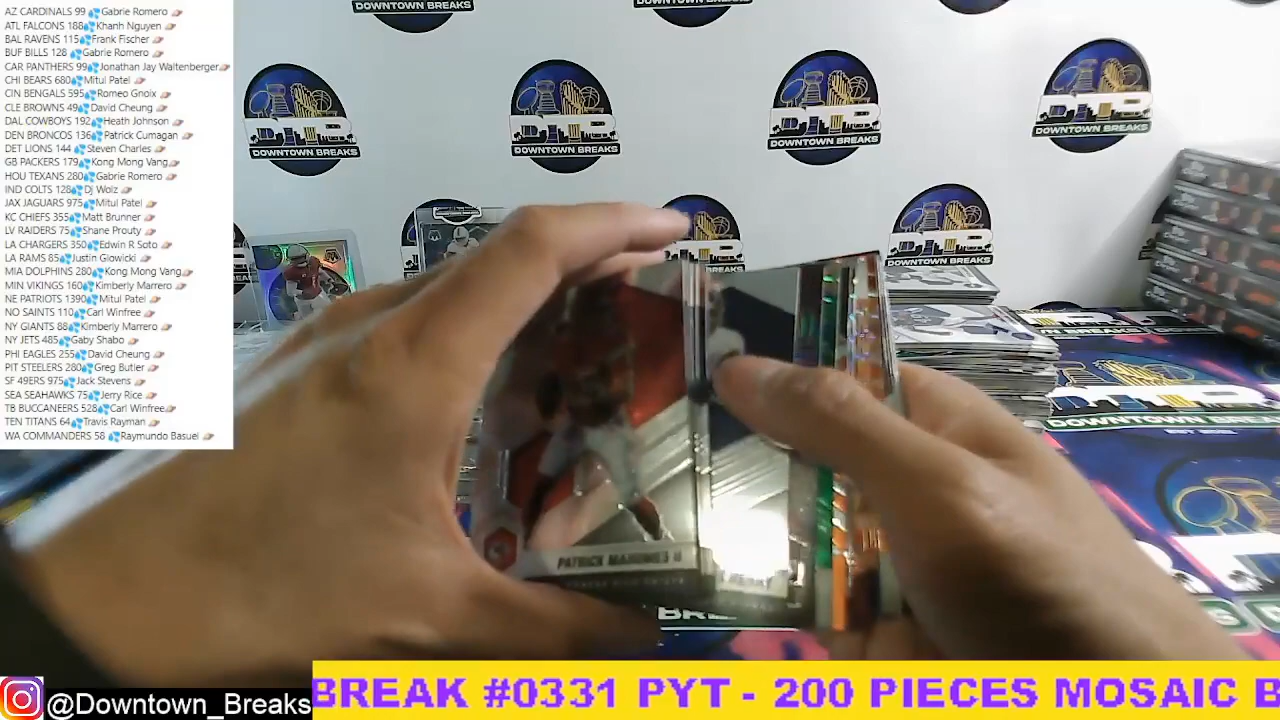 AZ CARDINALS 99 💦Gabrie Romero
ATL FALCONS 188💦Khanh Nguyen
BAL RAVENS 115💦Frank Fischer
BUF BILLS 128 💦Gabrie Romero
CAR PANTHERS 99💦Jonathan Jay Waltenberger
CHI BEARS 680💦Mitul Patel
CIN BENGALS 595💦Romeo Gnoix
CLE BROWNS 49💦David Cheung
DAL COWBOYS 192💦Heath Johnson
DEN BRONCOS 136💦Patrick Cumagan
DET LIONS 144 💦Steven Charles
GB PACKERS 179💦Kong Mong Vang
HOU TEXANS 280💦Gabrie Romero
IND COLTS 128💦DJ Wolz
JAX JAGUARS 975💦Mitul Patel
KC CHIEFS 355💦Matt Brunner
LV RAIDERS 75💦Shane Prouty
LA CHARGERS 350💦Edwin R Soto
LA RAMS 85💦Justin Glowicki
MIA DOLPHINS 280💦Kong Mong Vang
MIN VIKINGS 160💦Kimberly Marrero
NE PATRIOTS 1390💦Mitul Patel
NO SAINTS 110💦Carl Winfree
NY GIANTS 88💦Kimberly Marrero
NY JETS 485💦Gaby Shabo
PHI EAGLES 255💦David Cheung
PIT STEELERS 280💦Greg Butler
SF 49ERS 975💦Jack Stevens
SEA SEAHAWKS 75💦Jerry Rice
TB BUCCANEERS 528💦Carl Winfree
TEN TITANS 64💦Travis Rayman
WA COMMANDERS 58 💦Raymundo Basuel
DOWNTOWN BREAKS
DOWNTOWN BREAKS
DOWNTOWN BREAKS
DTB
DOWNTOWN BREAKS
DTB
DOWNTOWN BREAKS
DTB
DOWNTOWN BREAKS
DTB
DOWNTOWN BREAKS
DTB
DOWNTOWN BREAKS
PATRICK MAHOMES II
DOWNTOWN BREAKS
@Downtown_Breaks
BREAK #0331 PYT - 200 PIECES MOSAIC B